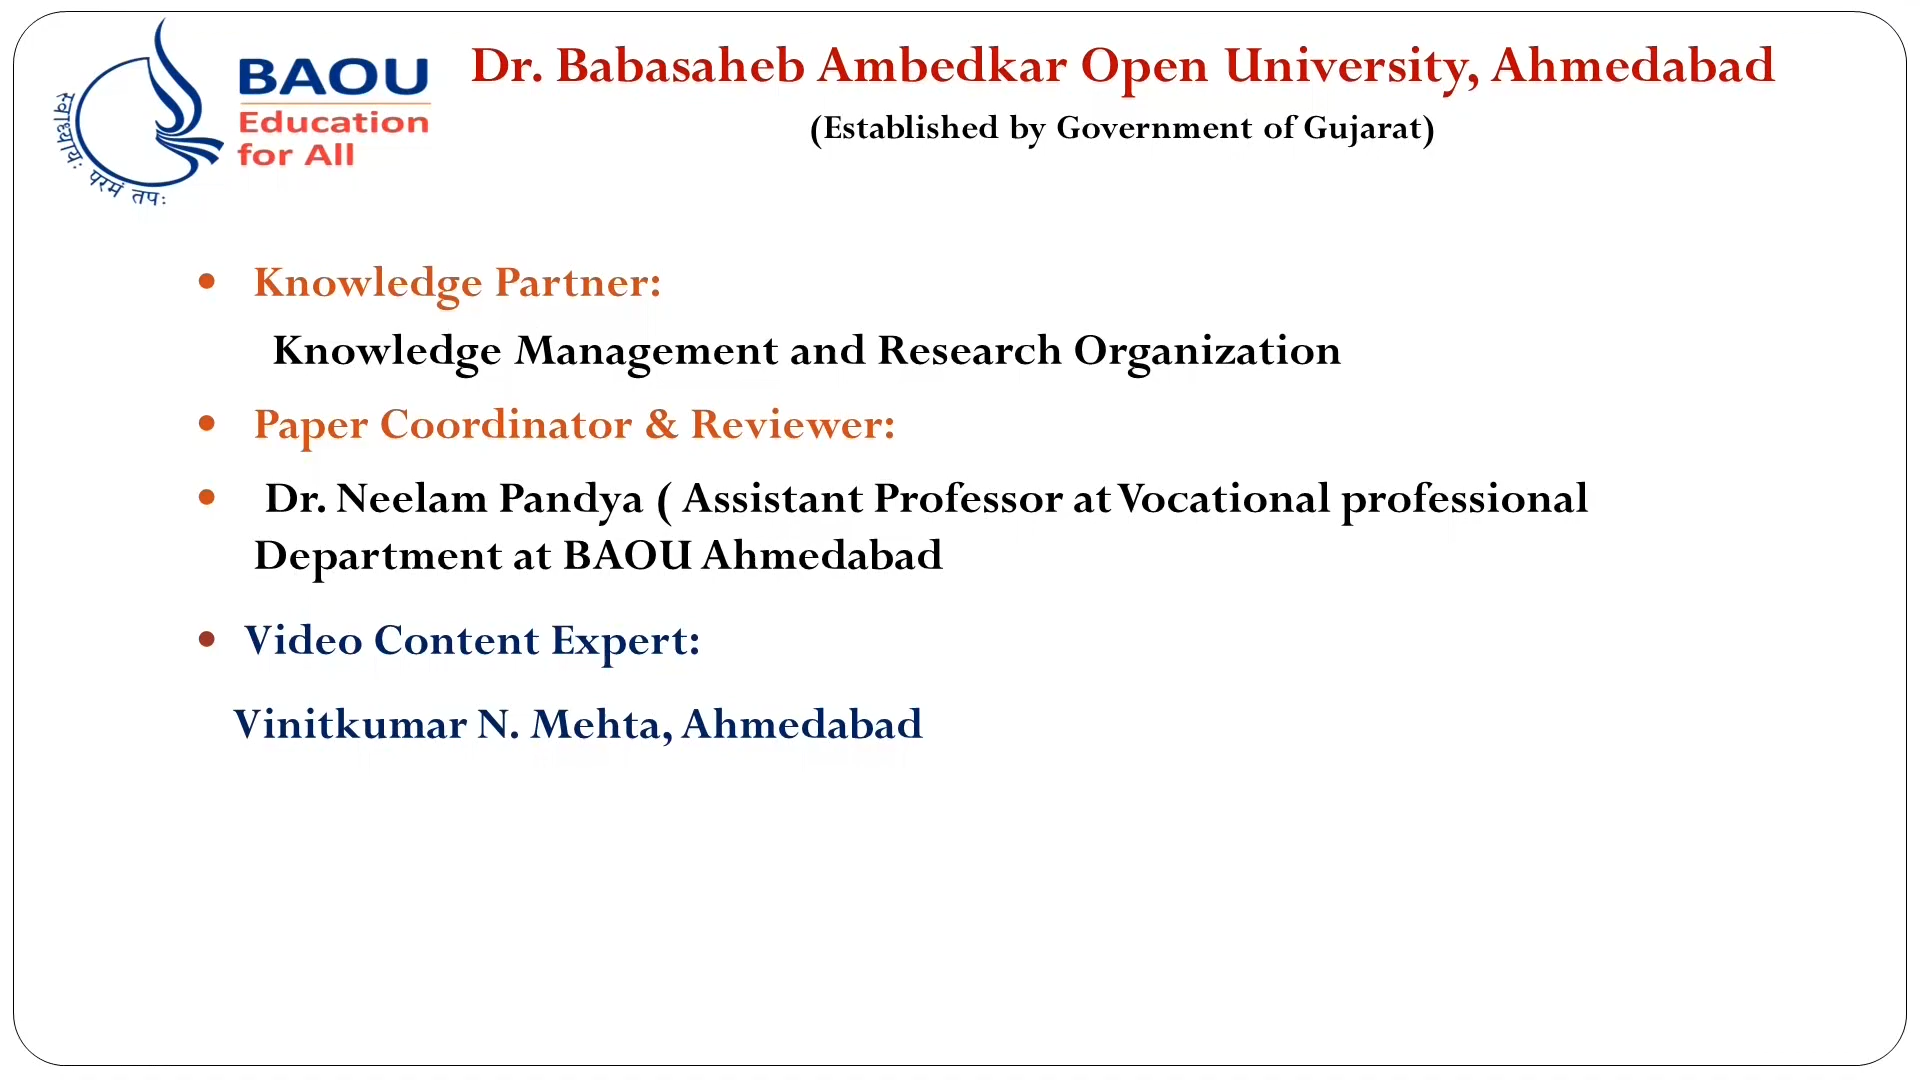 BAOU
Education
for All
स्वाध्यायः परमं तपः
Dr. Babasaheb Ambedkar Open University, Ahmedabad
(Established by Government of Gujarat)
• Knowledge Partner:
Knowledge Management and Research Organization
• Paper Coordinator & Reviewer:
• Dr. Neelam Pandya ( Assistant Professor at Vocational professional
Department at BAOU Ahmedabad
• Video Content Expert:
Vinitkumar N. Mehta, Ahmedabad